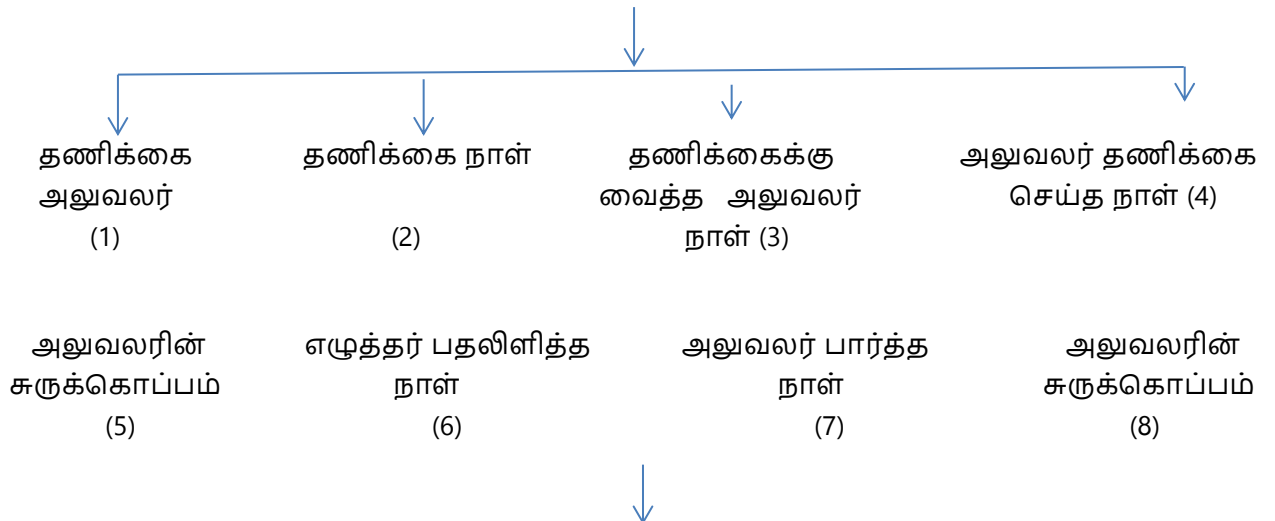 தணிக்கை அலுவலர் (1)
தணிக்கை நாள் (2)
தணிக்கைக்கு வைத்த அலுவலர் நாள் (3)
அலுவலர் தணிக்கை செய்த நாள் (4)
அலுவலரின் சுருக்கொப்பம் (5)
எழுத்தர் பதலிளித்த நாள் (6)
அலுவலர் பார்த்த நாள் (7)
அலுவலரின் சுருக்கொப்பம் (8)